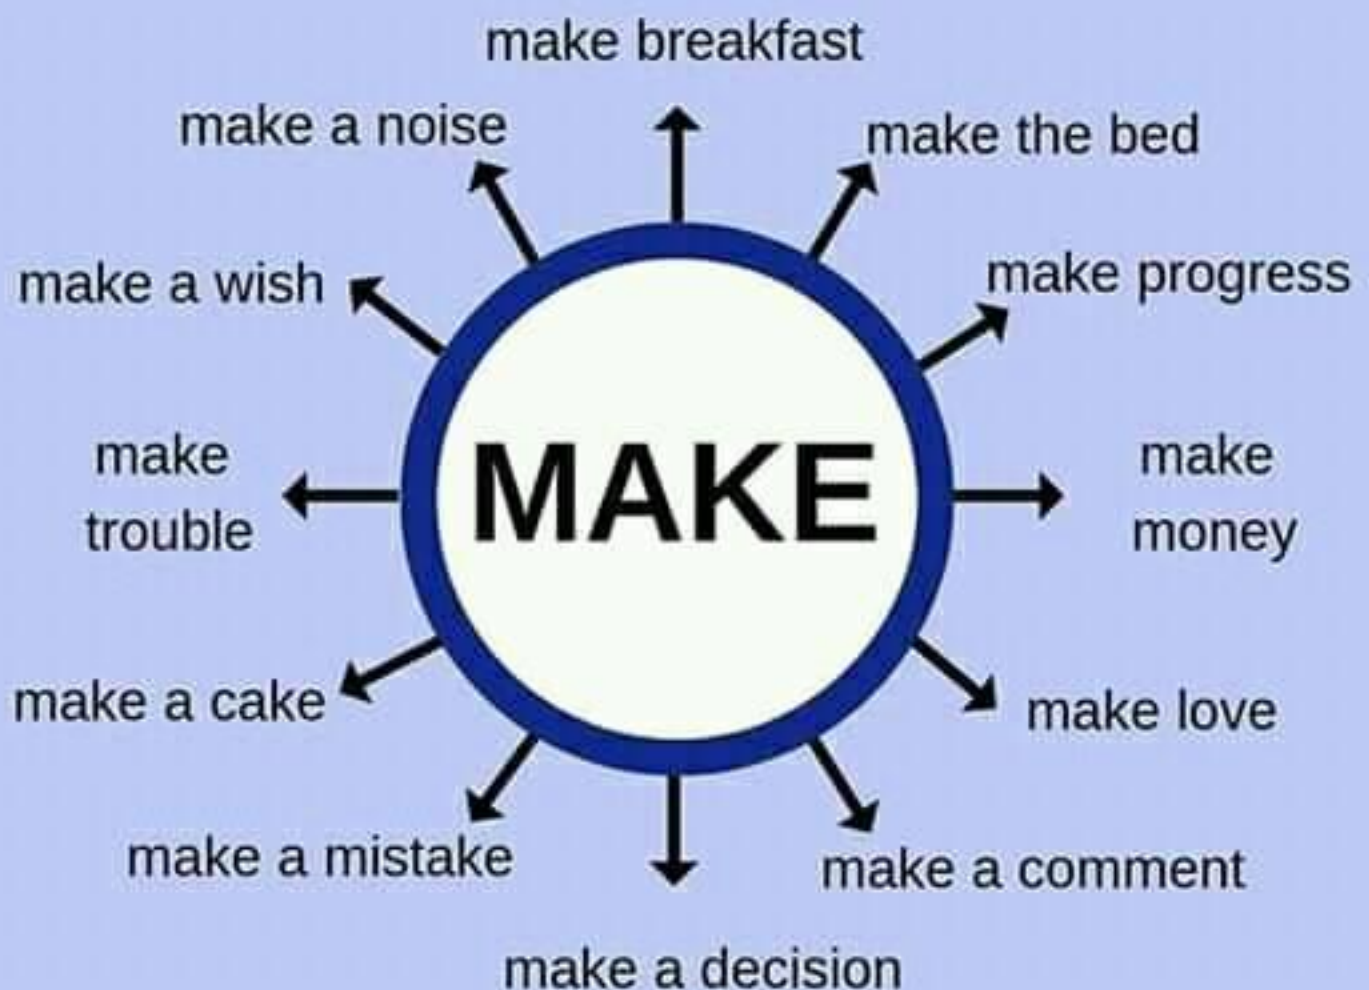 make breakfast
make a noise
make the bed
make a wish
make progress
MAKE
make
trouble
make
money
make a cake
make love
make a mistake
make a comment
make a decision